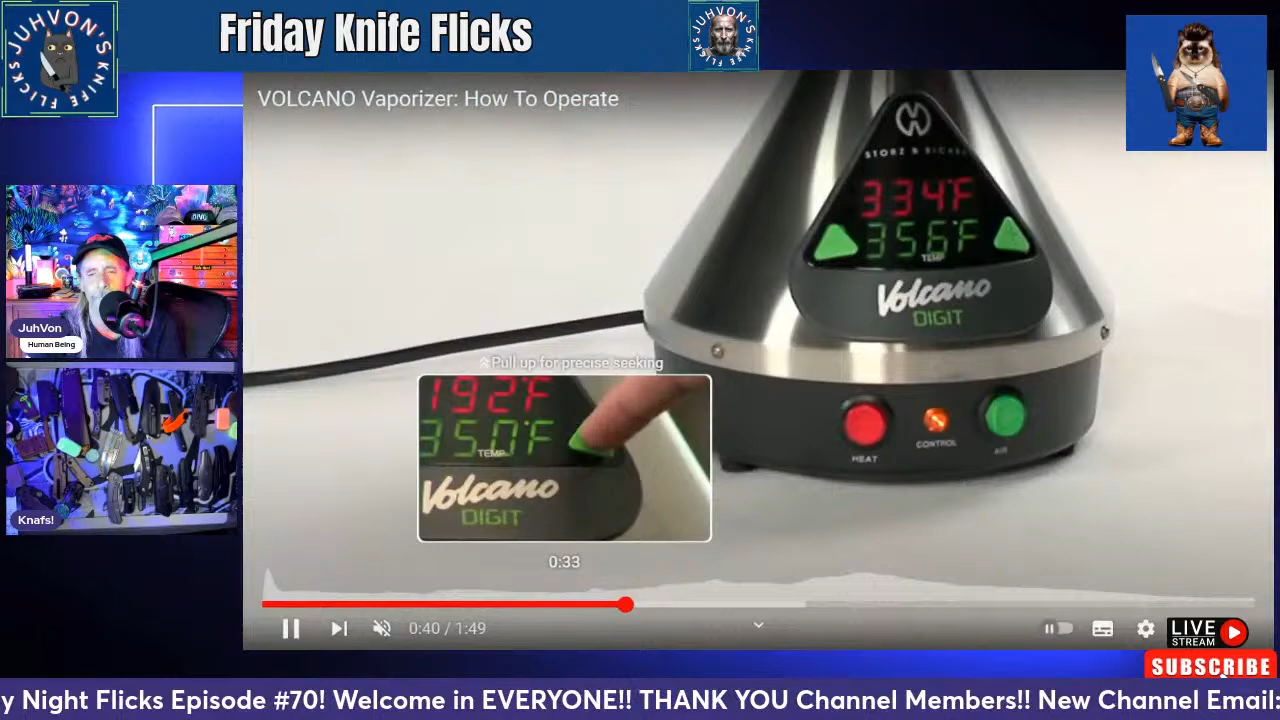 JUHVON'S
KNIFE FLICKS
Friday Knife Flicks
JUHVON'S KNIFE FLICKS
VOLCANO Vaporizer: How To Operate
STORZ & BICKEL
334°F
356°F
TEMP
Volcano
DIGIT
HEAT
CONTROL
AIR
JuhVon
Human Being
Knafs!
Pull up for precise seeking
192°F
350°F
TEMP
Volcano
DIGIT
0:33
0:40 / 1:49
LIVE
STREAM
SUBSCRIBE
y Night Flicks Episode #70! Welcome in EVERYONE!! THANK YOU Channel Members!! New Channel Email: